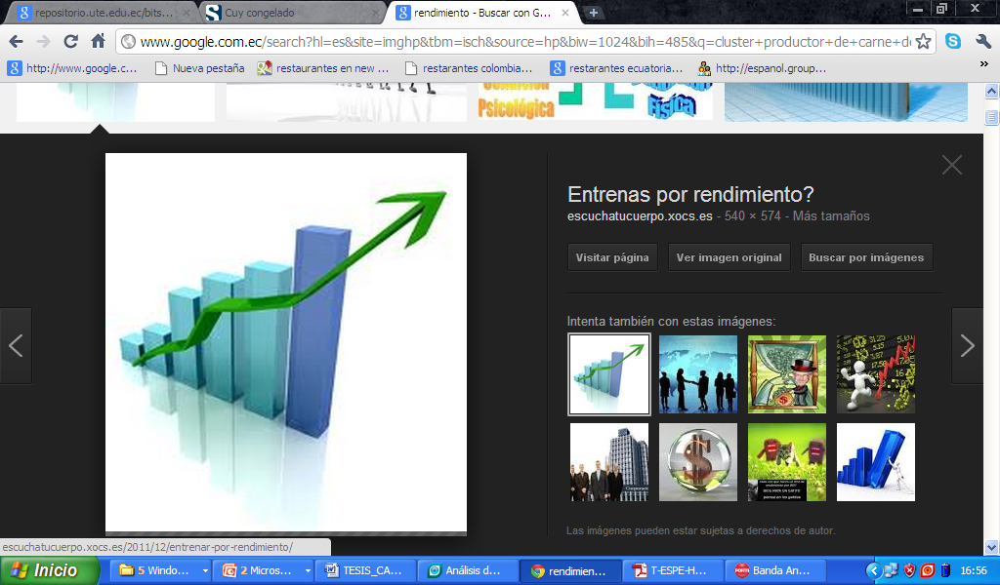 repositorio.ute.edu.ec/bits...
Cuy congelado
rendimiento - Buscar con G...
www.google.com.ec/search?hl=es&site=imghp&tbm=isch&source=hp&biw=1024&bih=485&q=cluster+productor+de+carne+de
http://www.google.c...
Nueva pestaña
restaurantes en new ...
restarantes colombia...
restarantes ecuatoria...
http://espanol.group...
Psicológica
Física
Entrenas por rendimiento?
escuchatucuerpo.xocs.es - 540 × 574 - Más tamaños
Visitar página
Ver imagen original
Buscar por imágenes
Intenta también con estas imágenes:
Las imágenes pueden estar sujetas a derechos de autor.
escuchatucuerpo.xocs.es/2011/12/entrenar-por-rendimiento/
Inicio
5 Windo...
2 Micros...
TESIS_CA...
Análisis d...
rendimien...
T-ESPE-H...
Banda An...
16:56